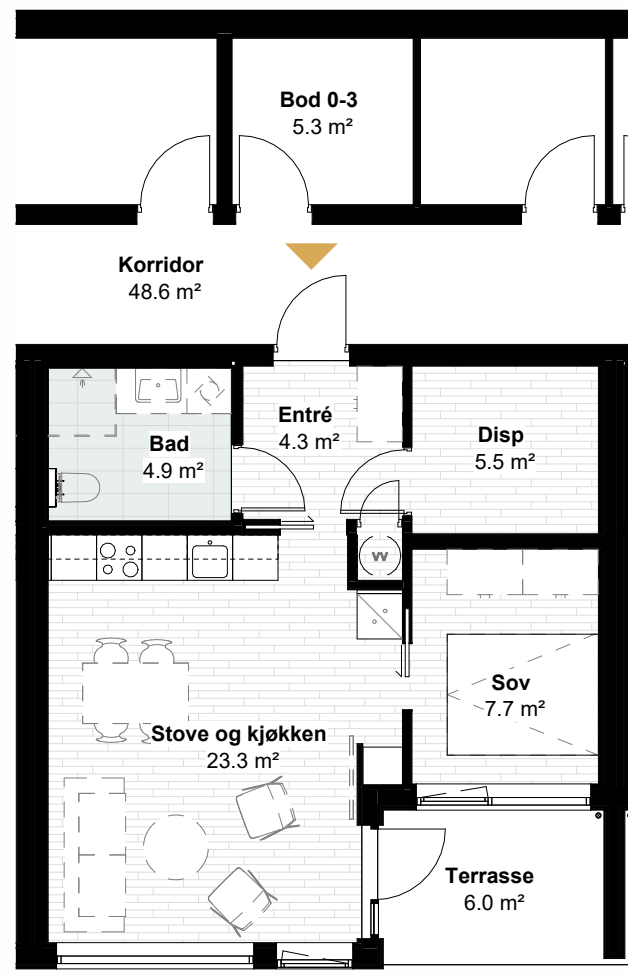 Bod 0-3
5.3 m²
Korridor
48.6 m²
Entré
4.3 m²
Disp
5.5 m²
Bad
4.9 m²
VV
Sov
7.7 m²
Stove og kjøkken
23.3 m²
Terrasse
6.0 m²